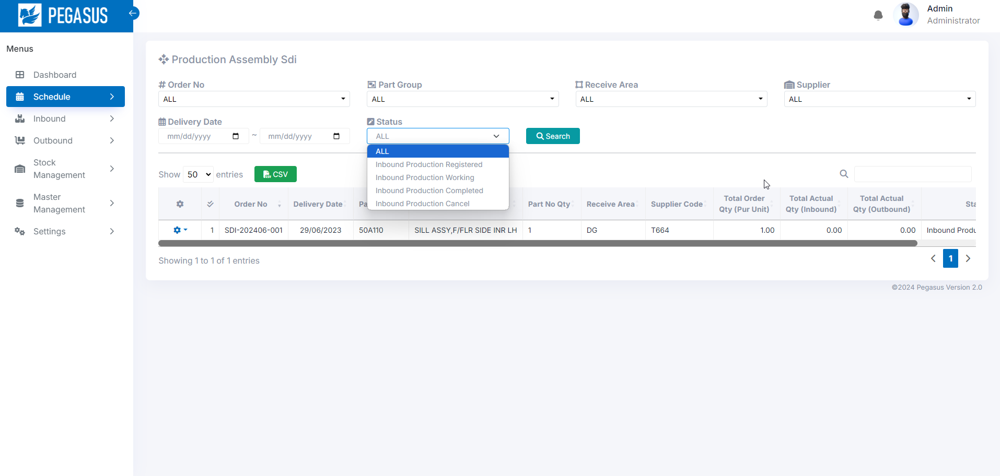 PEGASUS
Admin
Administrator
Menus
Dashboard
Schedule
Inbound
Outbound
Stock
Management
Master
Management
Settings
Production Assembly Sdi
Order No
Part Group
Receive Area
Supplier
ALL
ALL
ALL
ALL
Delivery Date
Status
mm/dd/yyyy ~ mm/dd/yyyy
ALL
Search
ALL
Inbound Production Registered
Inbound Production Working
Inbound Production Completed
Inbound Production Cancel
Show 50 entries
CSV
Order No Delivery Date Pa Part No Qty Receive Area Supplier Code Total Order Qty (Pur Unit) Total Actual Qty (Inbound) Total Actual Qty (Outbound) Sta
1 SDI-202406-001 29/06/2023 50A110 SILL ASSY,F/FLR SIDE INR LH 1 DG T664 1.00 0.00 0.00 Inbound Produ
Showing 1 to 1 of 1 entries
1
©2024 Pegasus Version 2.0